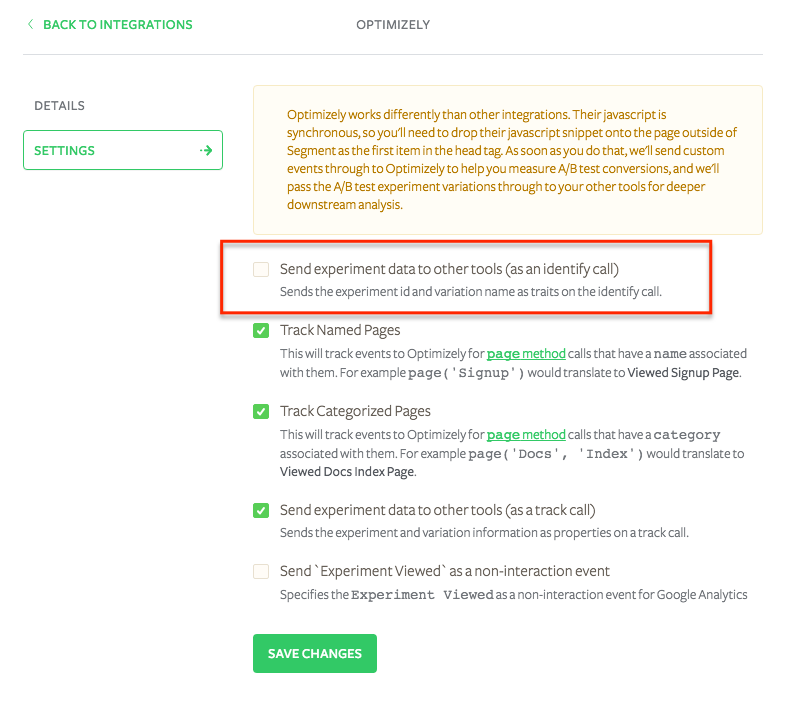 BACK TO INTEGRATIONS
OPTIMIZELY
DETAILS
SETTINGS
Optimizely works differently than other integrations. Their javascript is
synchronous, so you'll need to drop their javascript snippet onto the page outside of
Segment as the first item in the head tag. As soon as you do that, we'll send custom
events through to Optimizely to help you measure A/B test conversions, and we'll
pass the A/B test experiment variations through to your other tools for deeper
downstream analysis.
Send experiment data to other tools (as an identify call)
Sends the experiment id and variation name as traits on the identify call.
Track Named Pages
This will track events to Optimizely for page method calls that have a name associated
with them. For example page('Signup') would translate to Viewed Signup Page.
Track Categorized Pages
This will track events to Optimizely for page method calls that have a category
associated with them. For example page('Docs', 'Index') would translate to
Viewed Docs Index Page.
Send experiment data to other tools (as a track call)
Sends the experiment and variation information as properties on a track call.
Send `Experiment Viewed` as a non-interaction event
Specifies the Experiment Viewed as a non-interaction event for Google Analytics
SAVE CHANGES